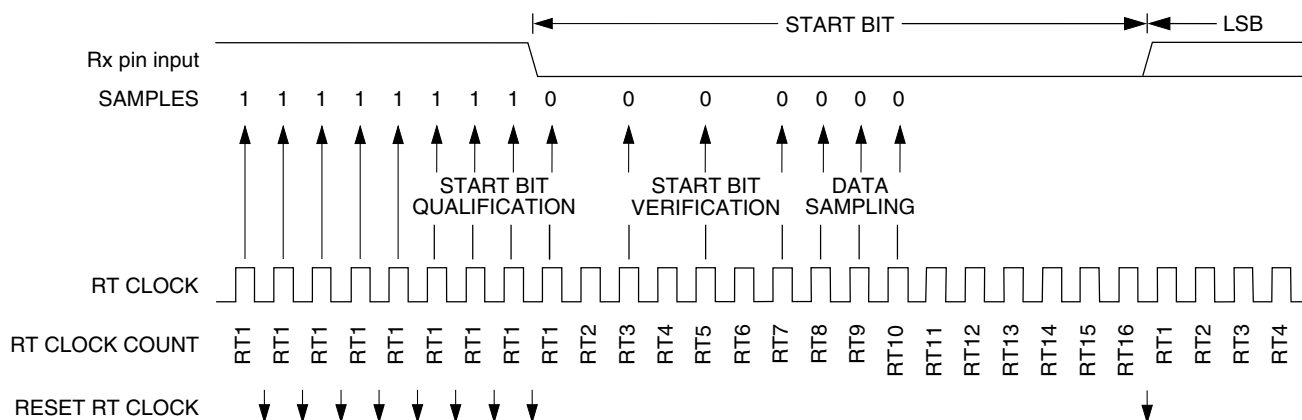 START BIT LSB
Rx pin input
SAMPLES 1 1 1 1 1 1 1 1 0 0 0 0 0 0 0
START BIT QUALIFICATION
START BIT VERIFICATION
DATA SAMPLING
RT CLOCK
RT CLOCK COUNT RT1 RT1 RT1 RT1 RT1 RT1 RT1 RT1 RT1 RT2 RT3 RT4 RT5 RT6 RT7 RT8 RT9 RT10 RT11 RT12 RT13 RT14 RT15 RT16 RT1 RT2 RT3 RT4
RESET RT CLOCK